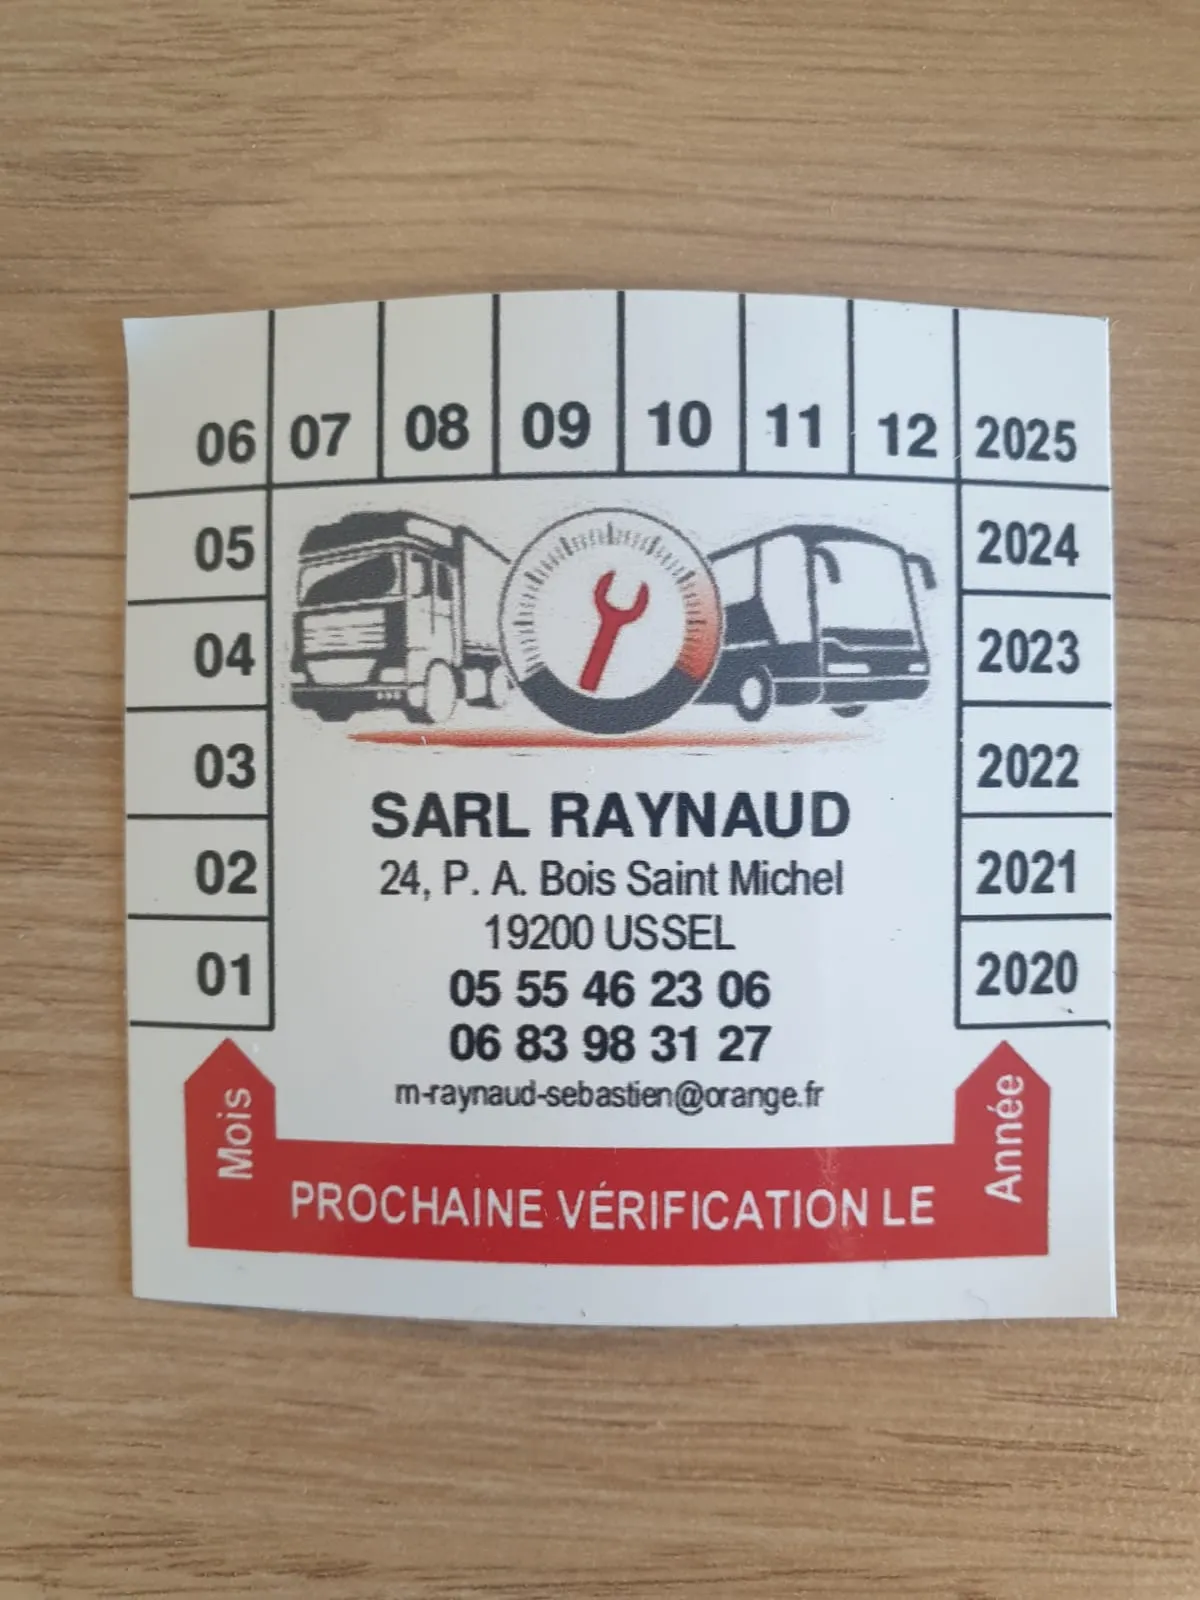 06 07 08 09 10 11 12 2025
05 2024
04 2023
03 2022
02 2021
01 2020
SARL RAYNAUD
24, P. A. Bois Saint Michel
19200 USSEL
05 55 46 23 06
06 83 98 31 27
m-raynaud-sebastien@orange.fr
Mois
Année
PROCHAINE VÉRIFICATION LE